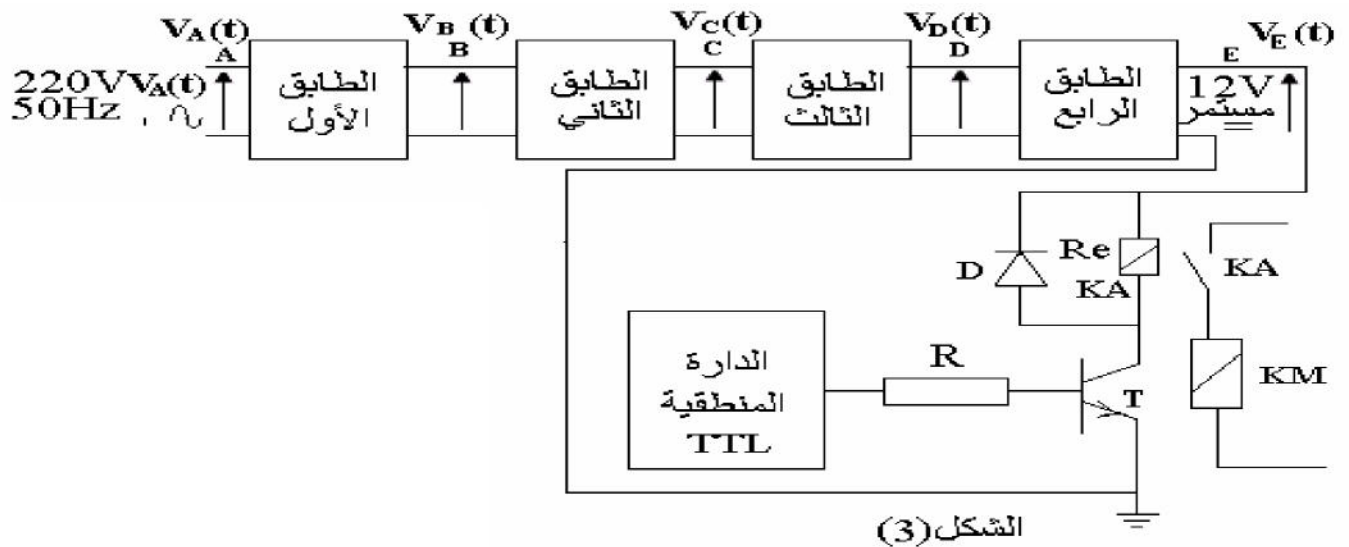 VA(t) VB (t) VC(t) VD(t) VE(t)
A B C D E
220V VA(t)
50Hz ,
الطابق
الأول
الطابق
الثاني
الطابق
الثالث
الطابق
الرابع
12V
مستمر
D
Re
KA
KA
KM
الدارة
المنطقية
TTL
R
T
الشكل(3)